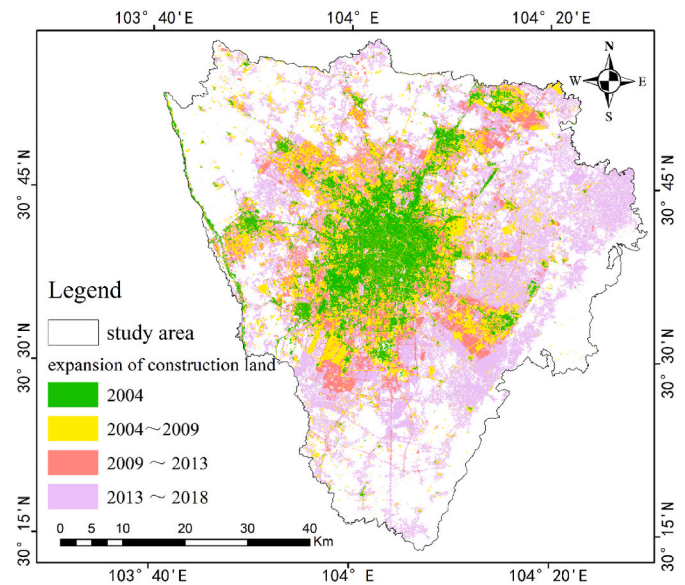 103° 40' 104° E 104° 20'
N
W E
S
30° 45' 30° 45'
Legend
study area
30° 30' N 30° 30' N
expansion of construction land
2004
2004～2009
2009 ～ 2013
2013 ～ 2018
0 5 10 20 30 40
Km
30° 15' 30° 15'
103° 40' 104° E 104° 20'